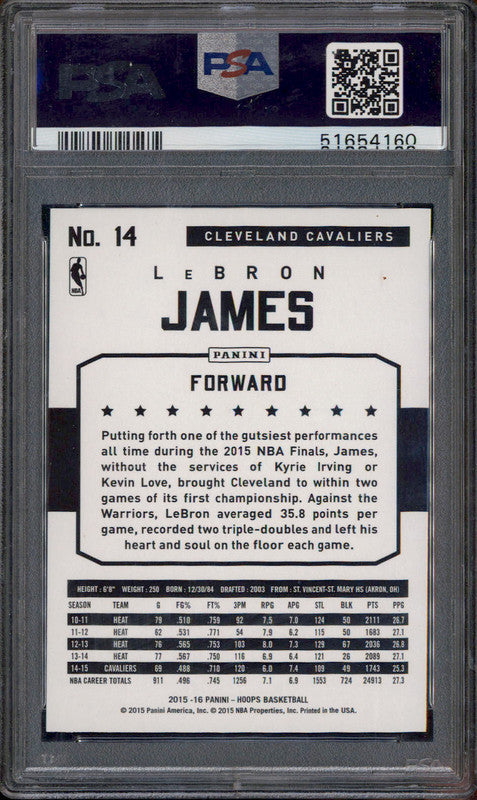 PSA
PSA
51654160
No. 14
CLEVELAND CAVALIERS
LEBRON
NBA
JAMES
PANINI
FORWARD
Putting forth one of the gutsiest performances
all time during the 2015 NBA Finals, James,
without the services of Kyrie Irving or
Kevin Love, brought Cleveland to within two
games of its first championship. Against the
Warriors, LeBron averaged 35.8 points per
game, recorded two triple-doubles and left his
heart and soul on the floor each game.
HEIGHT: 6'8" WEIGHT: 250 BORN: 12/30/84 DRAFTED: 2003 FROM: ST. VINCENT-ST. MARY HS (AKRON, OH)
SEASON TEAM G FG% FT% 3PM RPG APG STL BLK PTS PPG
10-11 HEAT 79 .510 .759 92 7.5 7.0 124 50 2111 26.7
11-12 HEAT 62 .531 .771 54 7.9 6.2 115 50 1683 27.1
12-13 HEAT 76 .565 .753 103 8.0 7.3 129 67 2036 26.8
13-14 HEAT 77 .567 .750 116 6.9 6.4 121 26 2089 27.1
14-15 CAVALIERS 69 .488 .710 120 6.0 7.4 109 49 1743 25.3
NBA CAREER TOTALS 911 .496 .745 1256 7.1 6.9 1553 724 24913 27.3
2015-16 PANINI - HOOPS BASKETBALL
© 2015 Panini America, Inc. © 2015 NBA Properties, Inc. Printed in the USA.